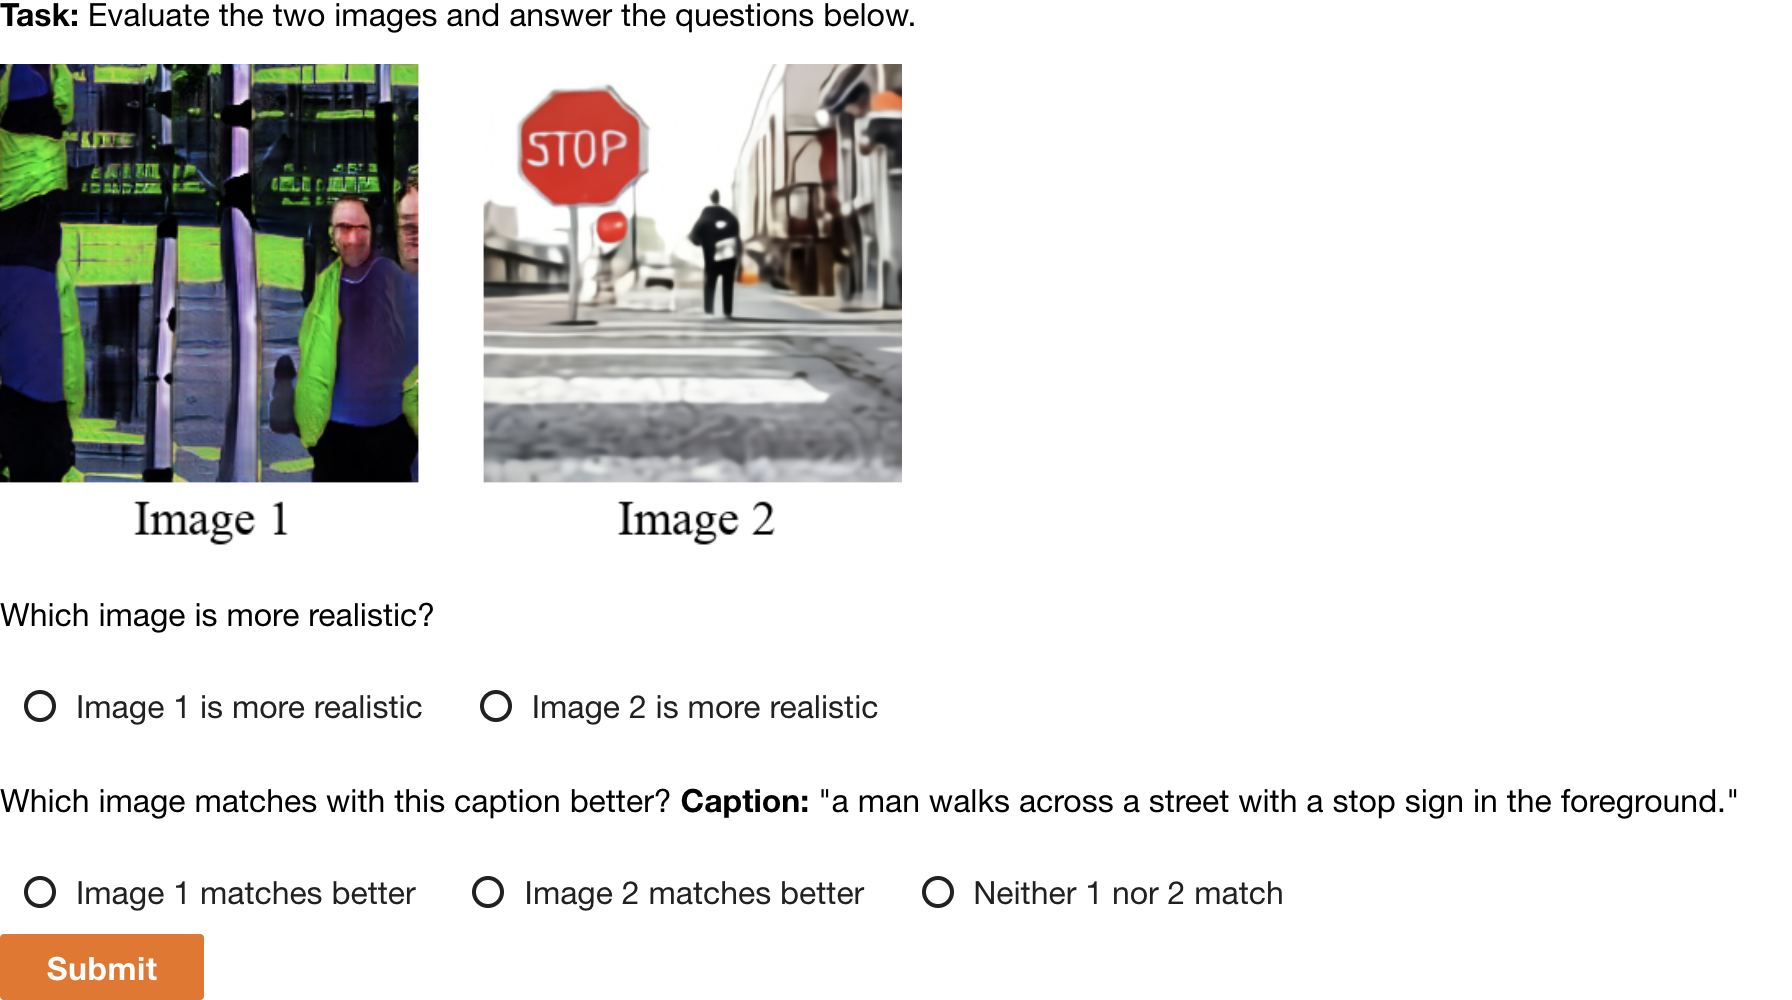 Task: Evaluate the two images and answer the questions below.
STOP
Image 1
Image 2
Which image is more realistic?
Image 1 is more realistic
Image 2 is more realistic
Which image matches with this caption better? Caption: "a man walks across a street with a stop sign in the foreground."
Image 1 matches better
Image 2 matches better
Neither 1 nor 2 match
Submit